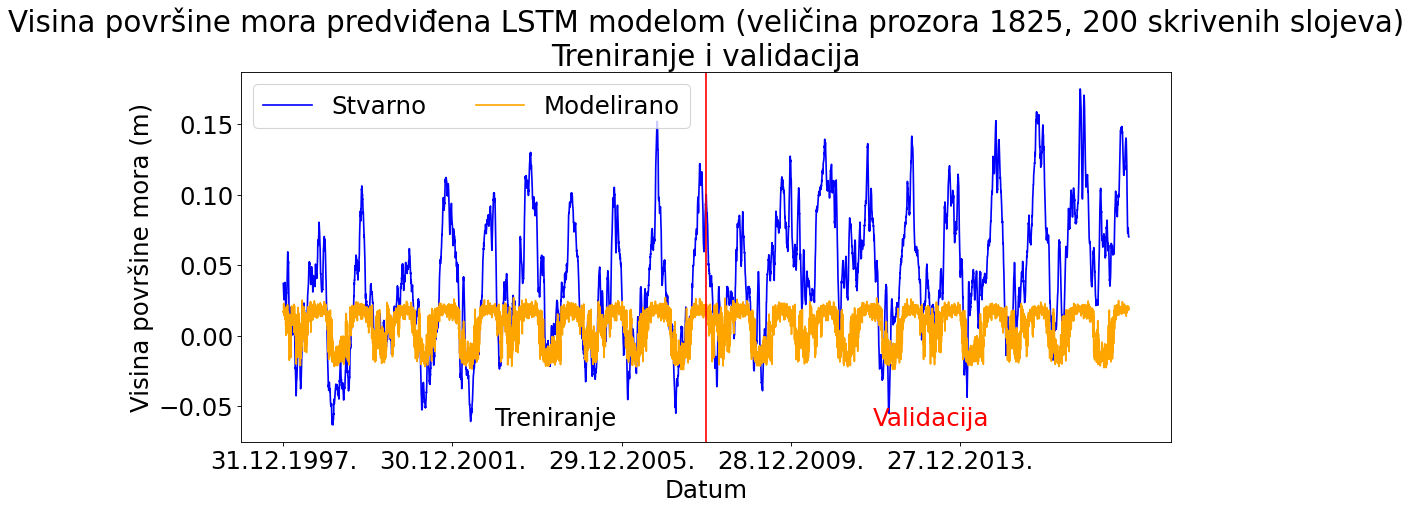 Visina površine mora predviđena LSTM modelom (veličina prozora 1825, 200 skrivenih slojeva)
Treniranje i validacija
Stvarno
Modelirano
Visina površine mora (m)
0.15
0.10
0.05
0.00
−0.05
Treniranje
Validacija
31.12.1997.
30.12.2001.
29.12.2005.
28.12.2009.
27.12.2013.
Datum